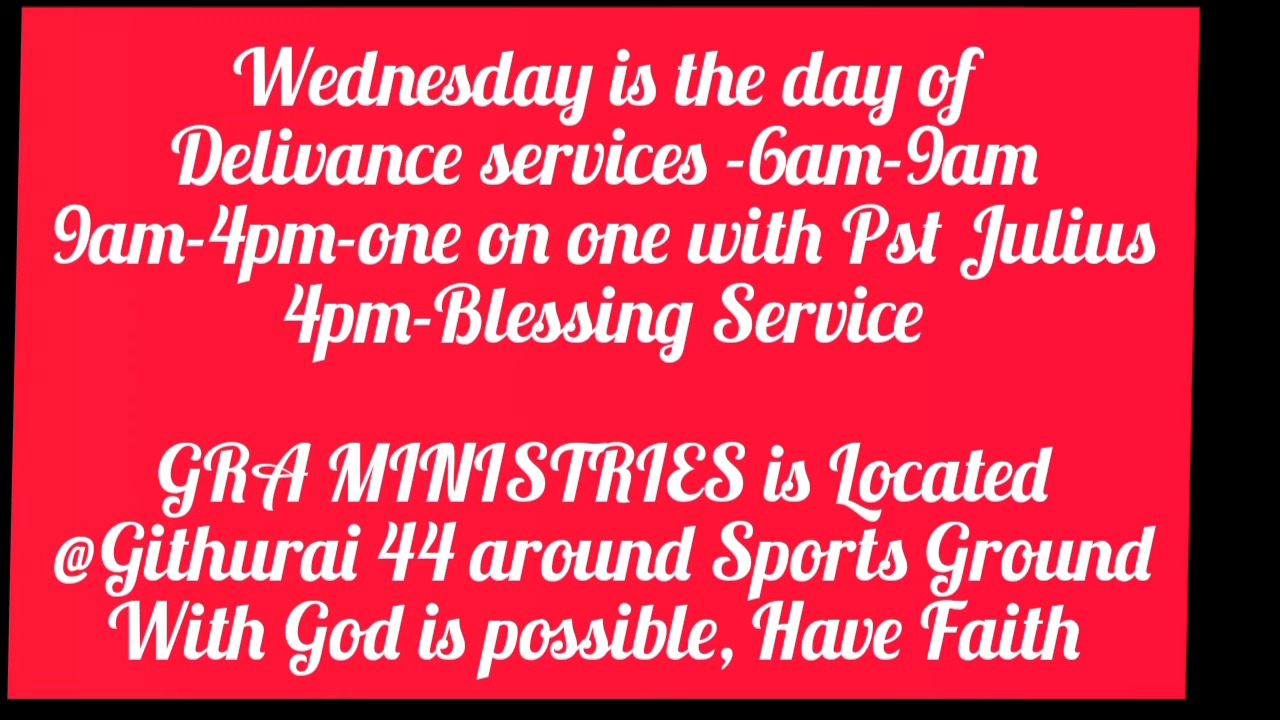 Wednesday is the day of
Delivance services -6am-9am
9am-4pm-one on one with Pst Julius
4pm-Blessing Service
GRA MINISTRIES is Located
@Githurai 44 around Sports Ground
With God is possible, Have Faith